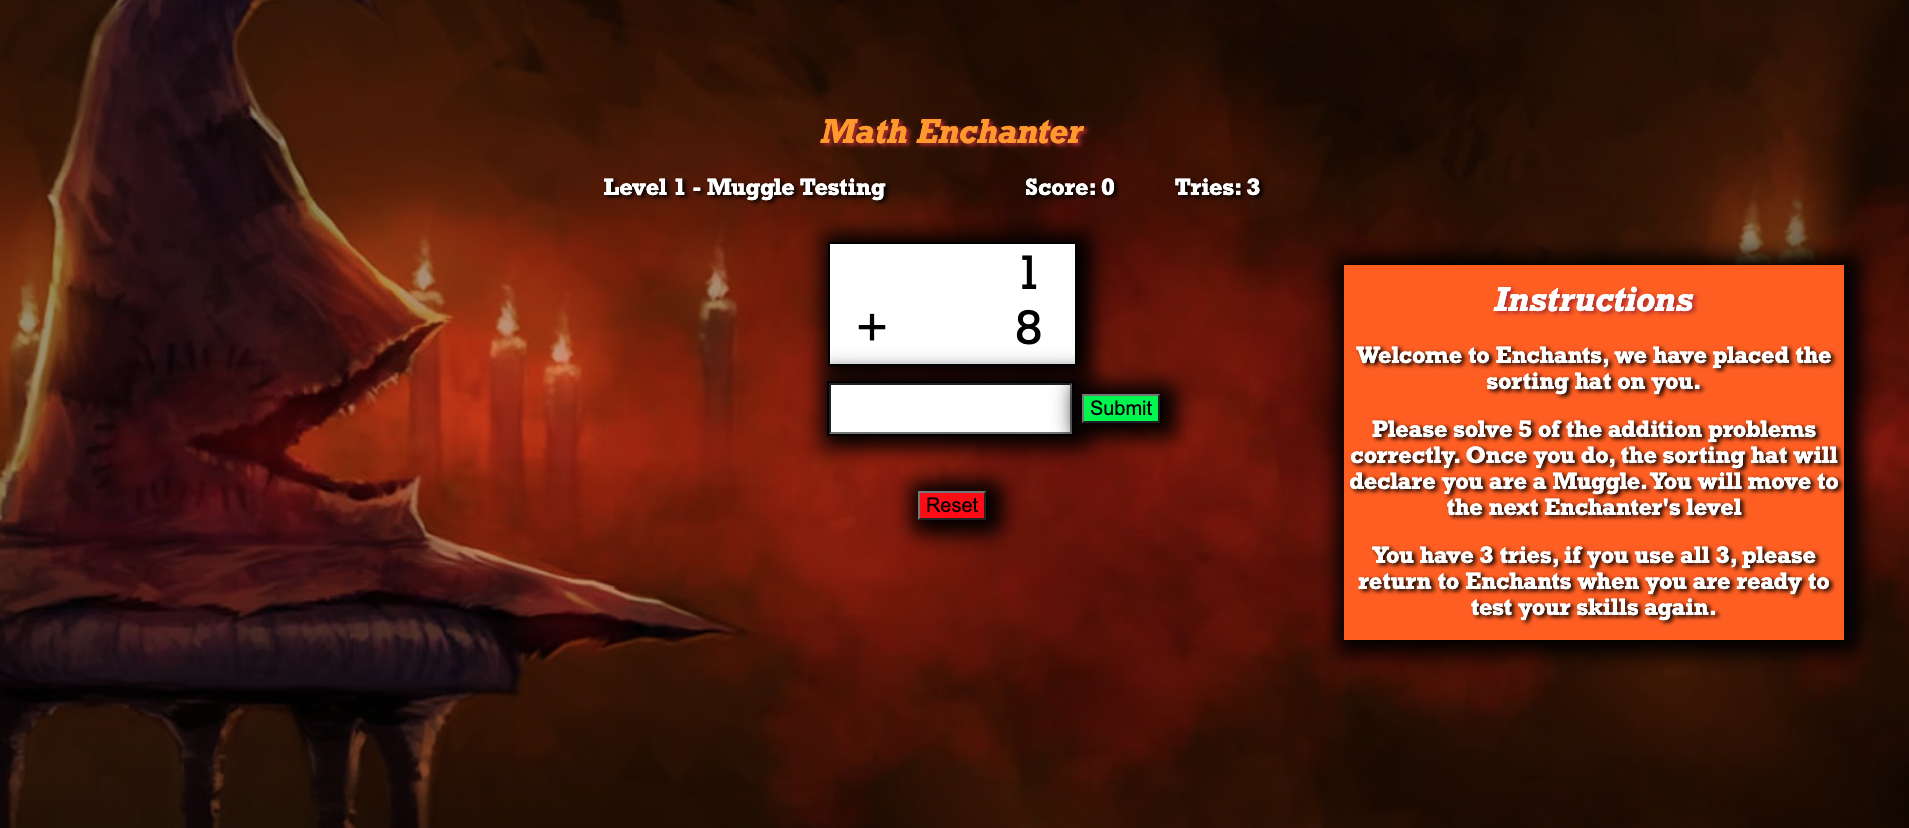 Math Enchanter
Level 1 - Muggle Testing Score: 0 Tries: 3
1
+ 8
Submit
Reset
Instructions
Welcome to Enchants, we have placed the
sorting hat on you.
Please solve 5 of the addition problems
correctly. Once you do, the sorting hat will
declare you are a Muggle. You will move to
the next Enchanter's level
You have 3 tries, if you use all 3, please
return to Enchants when you are ready to
test your skills again.